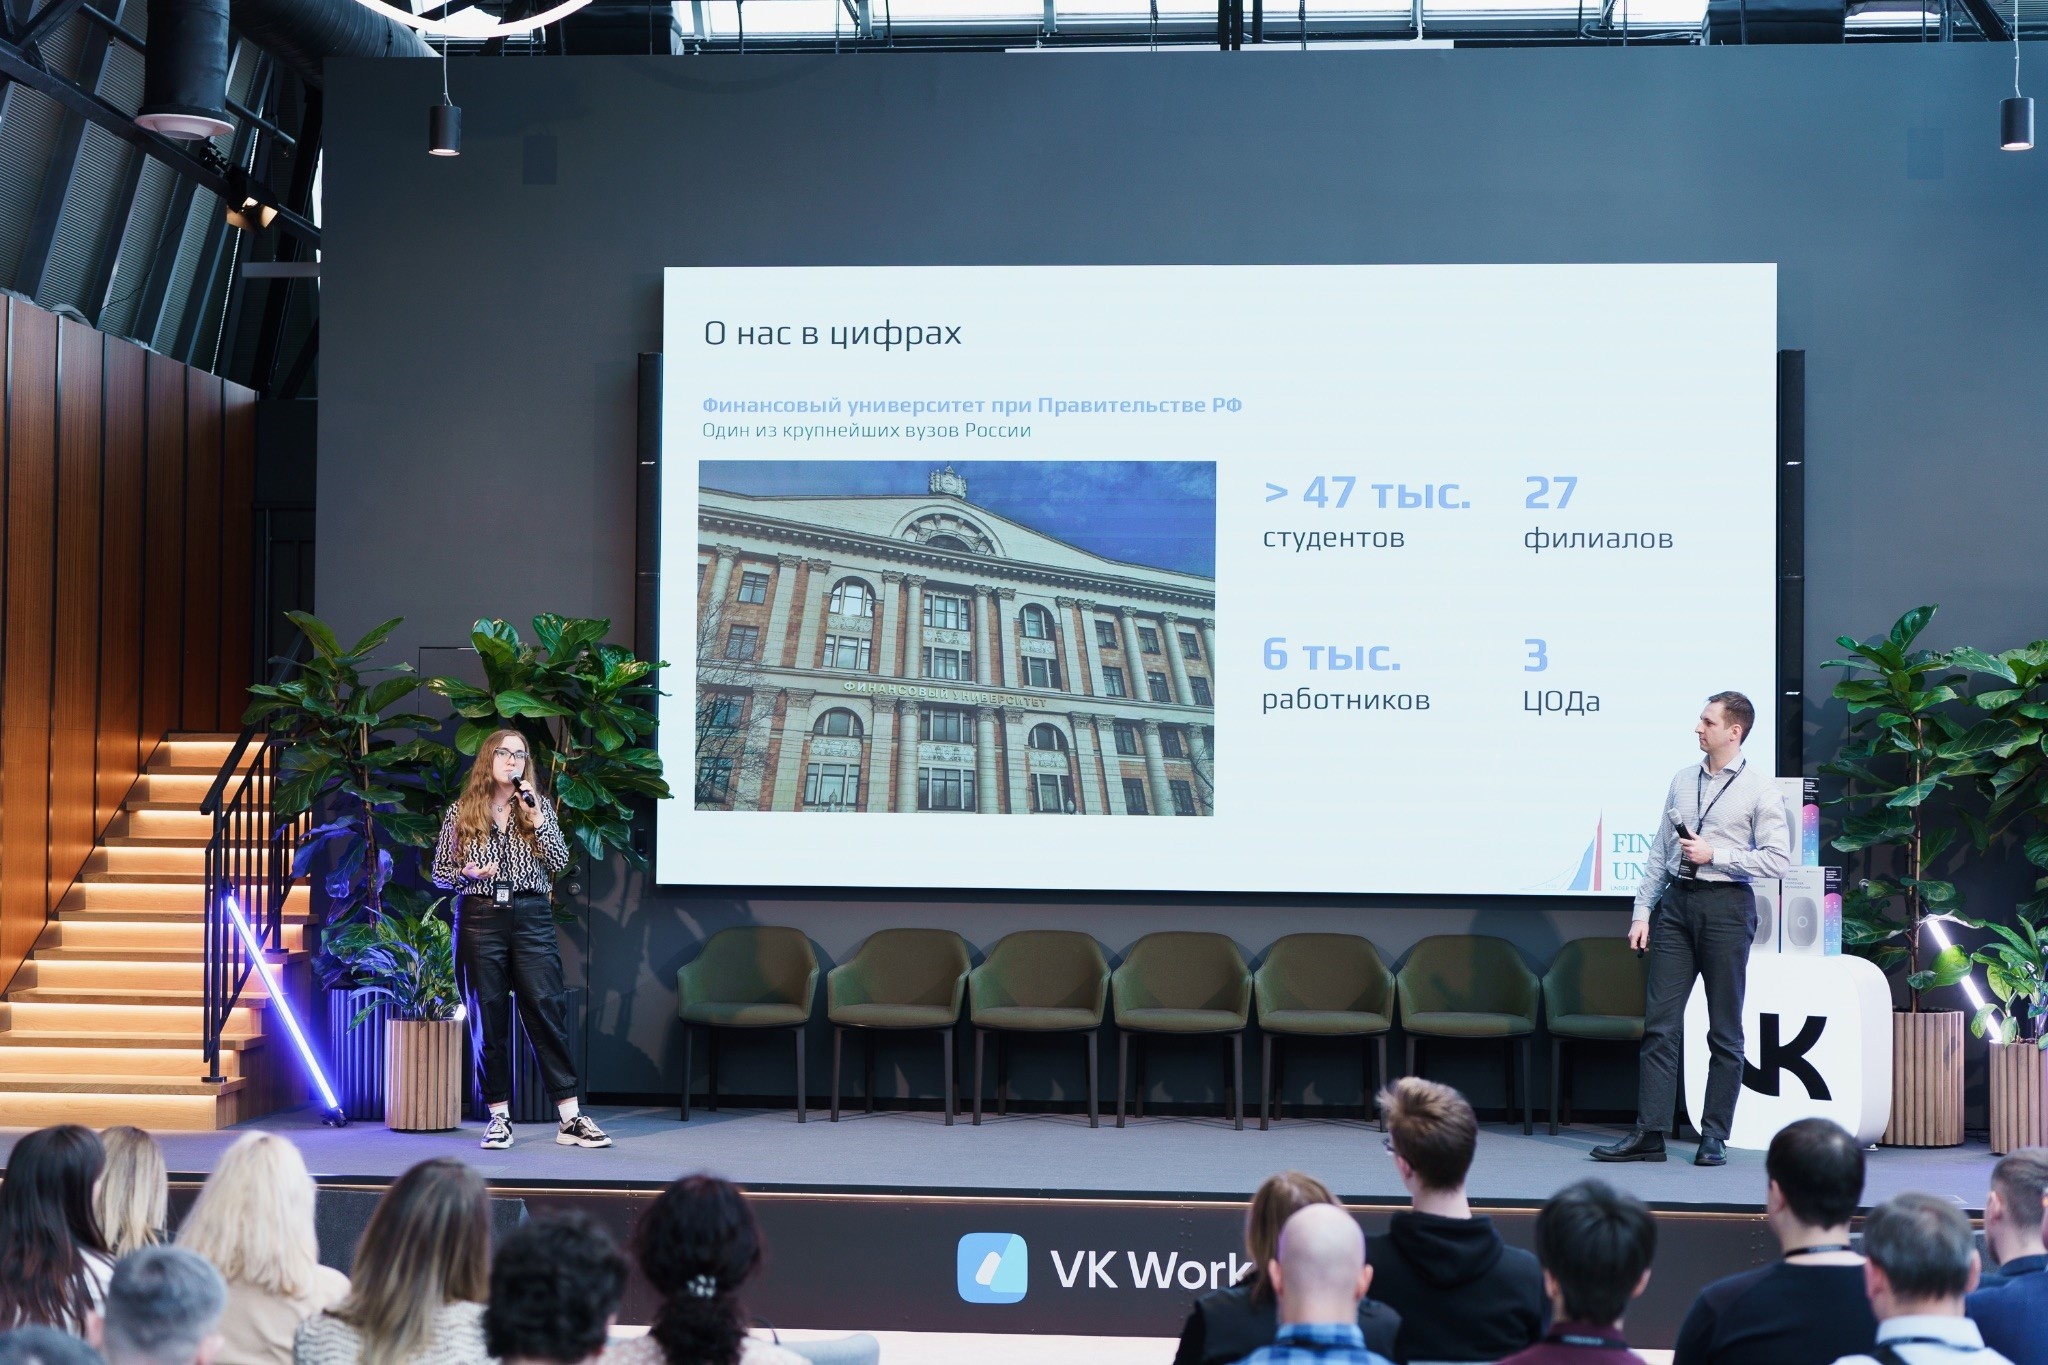 О нас в цифрах
Финансовый университет при Правительстве РФ
Один из крупнейших вузов России
> 47 тыс.
студентов
27
филиалов
6 тыс.
работников
3
ЦОДа
ФИНАНСОВЫЙ УНИВЕРСИТЕТ
FIN
UN
VK
VK Work